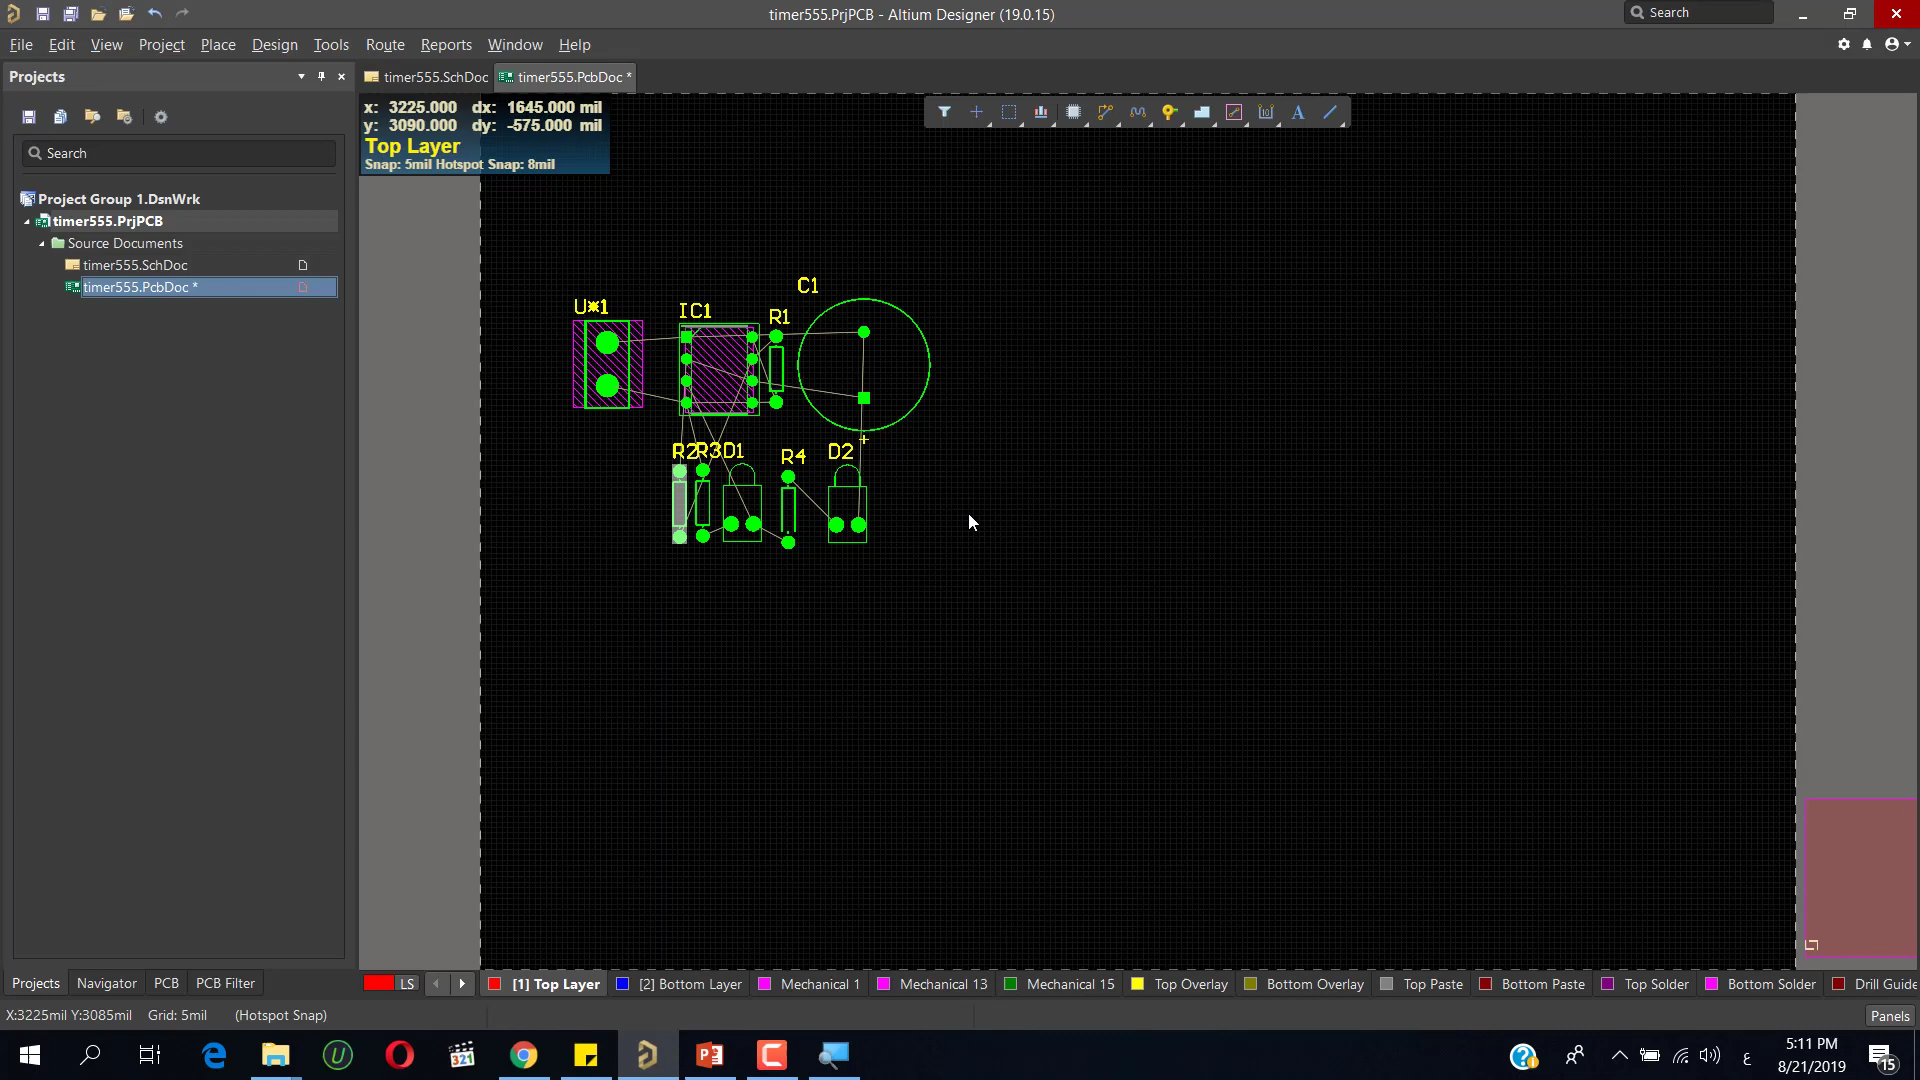 timer555.PrjPCB - Altium Designer (19.0.15)
Search
File Edit View Project Place Design Tools Route Reports Window Help
Projects
timer555.SchDoc
timer555.PcbDoc *
x: 3225.000 dx: 1645.000 mil
y: 3090.000 dy: -575.000 mil
Top Layer
Snap: 5mil Hotspot Snap: 8mil
Search
Project Group 1.DsnWrk
timer555.PrjPCB
Source Documents
timer555.SchDoc
timer555.PcbDoc *
C1
U*1
IC1
R1
R2
R3
D1
R4
D2
Projects Navigator PCB PCB Filter
LS
[1] Top Layer
[2] Bottom Layer
Mechanical 1
Mechanical 13
Mechanical 15
Top Overlay
Bottom Overlay
Top Paste
Bottom Paste
Top Solder
Bottom Solder
Drill Guide
X:3225mil Y:3085mil Grid: 5mil (Hotspot Snap)
Panels
321
ع
5:11 PM
8/21/2019
15